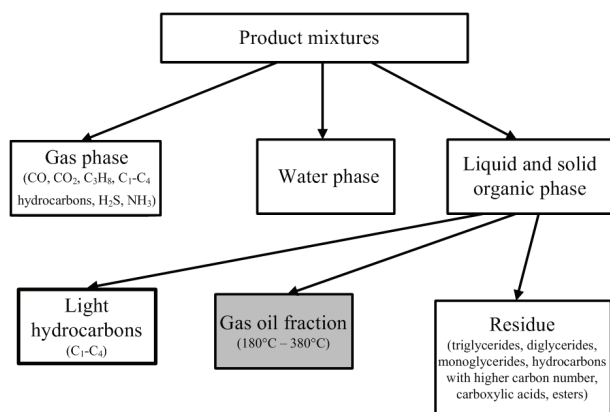 Product mixtures
Gas phase
(CO, CO₂, C₃H₈, C₁-C₄
hydrocarbons, H₂S, NH₃)
Water phase
Liquid and solid
organic phase
Light
hydrocarbons
(C₁-C₄)
Gas oil fraction
(180°C – 380°C)
Residue
(triglycerides, diglycerides,
monoglycerides, hydrocarbons
with higher carbon number,
carboxylic acids, esters)